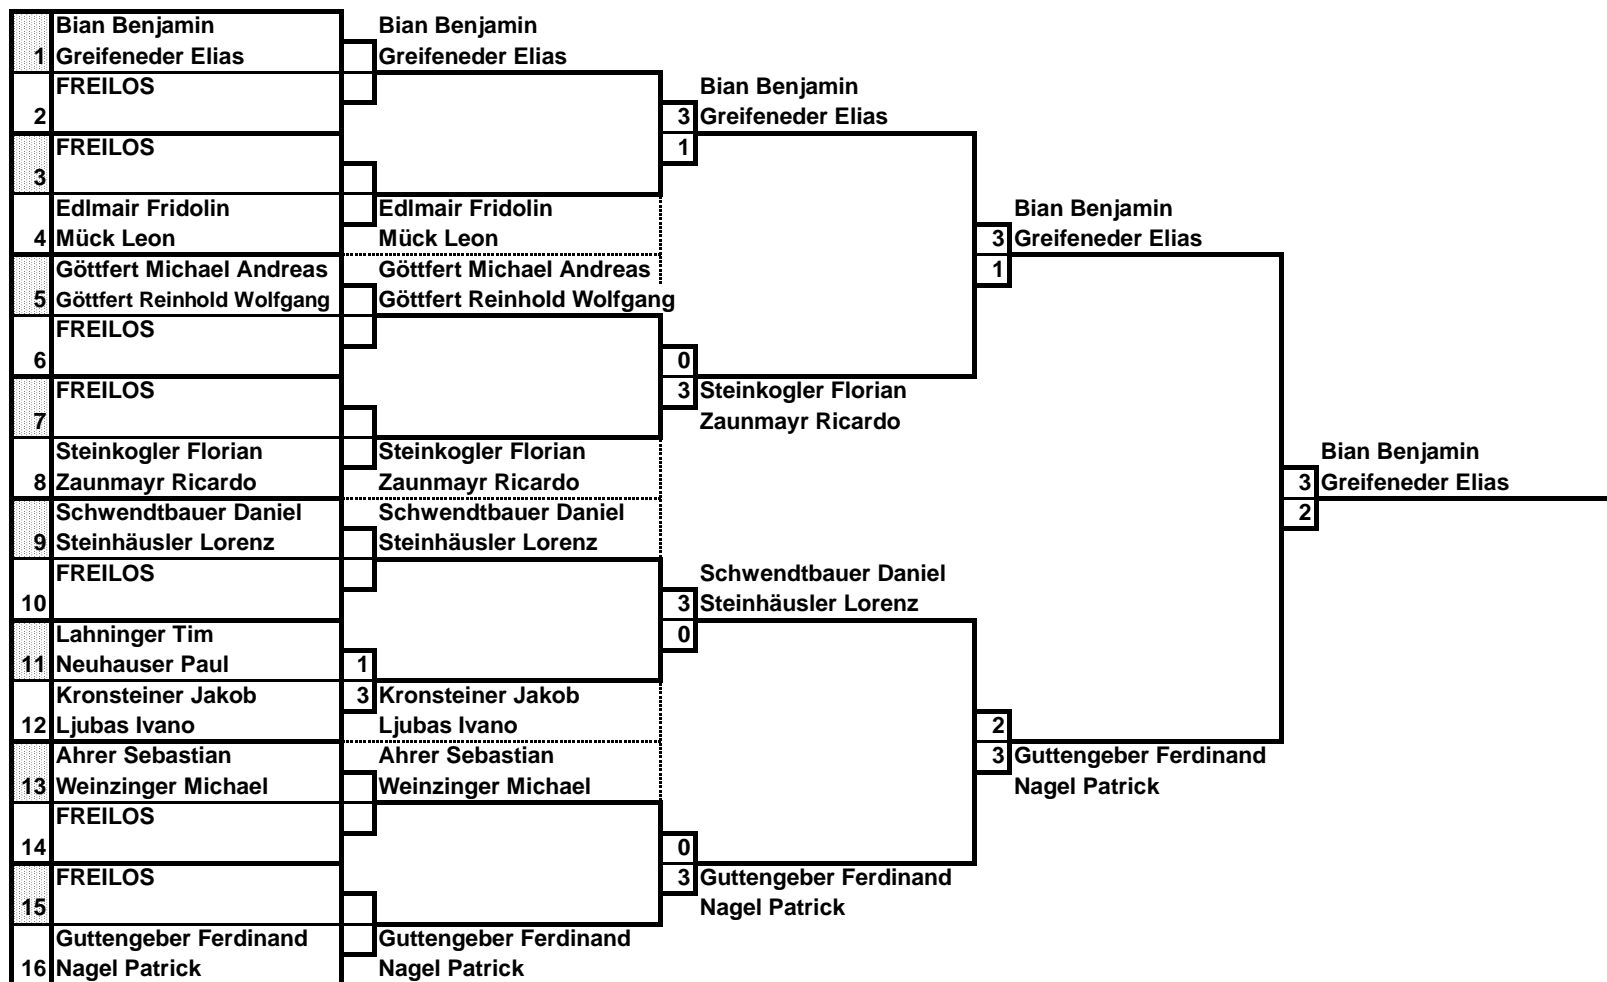 Bian Benjamin Bian Benjamin
1 Greifeneder Elias Greifeneder Elias
FREILOS Bian Benjamin
2 3 Greifeneder Elias
FREILOS 1
3
Edlmair Fridolin Edlmair Fridolin Bian Benjamin
4 Mück Leon Mück Leon 3 Greifeneder Elias
Göttfert Michael Andreas Göttfert Michael Andreas 1
5 Göttfert Reinhold Wolfgang Göttfert Reinhold Wolfgang
FREILOS
6 0
FREILOS 3 Steinkogler Florian
7 Zaunmayr Ricardo
Steinkogler Florian Steinkogler Florian Bian Benjamin
8 Zaunmayr Ricardo Zaunmayr Ricardo 3 Greifeneder Elias
Schwendtbauer Daniel Schwendtbauer Daniel 2
9 Steinhäusler Lorenz Steinhäusler Lorenz
FREILOS Schwendtbauer Daniel
10 3 Steinhäusler Lorenz
Lahninger Tim 0
11 Neuhauser Paul 1
Kronsteiner Jakob 3 Kronsteiner Jakob
12 Ljubas Ivano Ljubas Ivano 2
Ahrer Sebastian Ahrer Sebastian 3 Guttengeber Ferdinand
13 Weinzinger Michael Weinzinger Michael Nagel Patrick
FREILOS
14 0
FREILOS 3 Guttengeber Ferdinand
15 Nagel Patrick
Guttengeber Ferdinand Guttengeber Ferdinand
16 Nagel Patrick Nagel Patrick